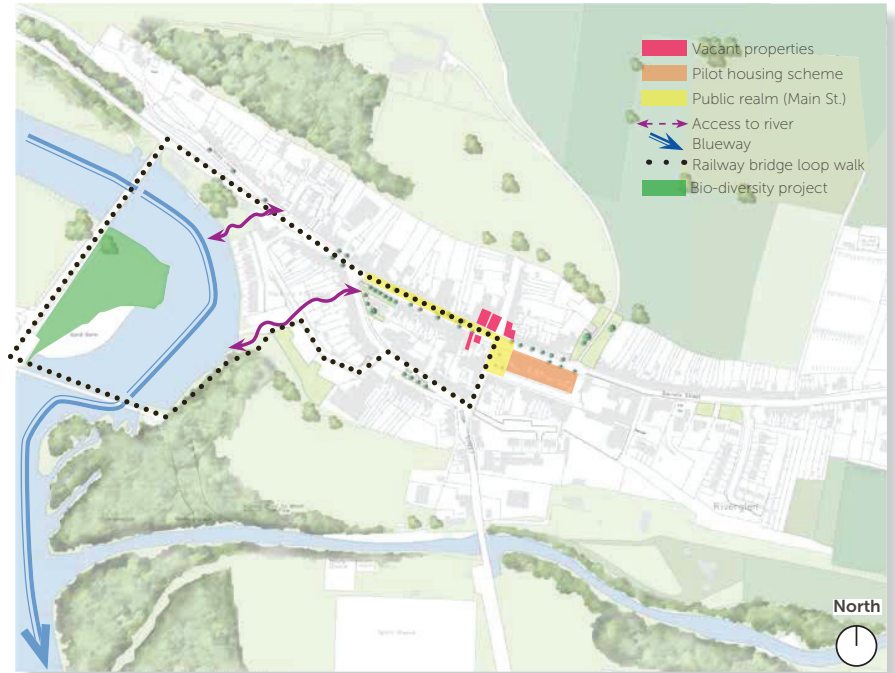 Vacant properties
Pilot housing scheme
Public realm (Main St.)
Access to river
Blueway
Railway bridge loop walk
Bio-diversity project
Riverglen
North